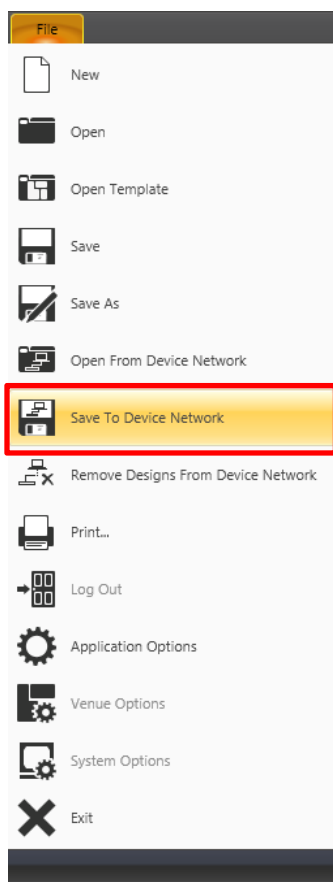 File
New
Open
Open Template
Save
Save As
Open From Device Network
Save To Device Network
Remove Designs From Device Network
Print...
Log Out
Application Options
Venue Options
System Options
Exit